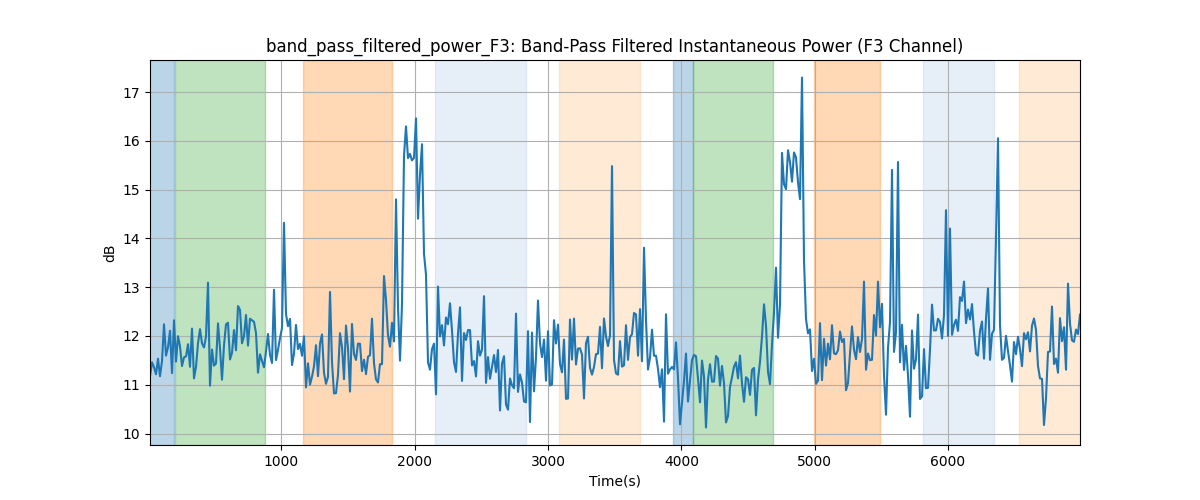 band_pass_filtered_power_F3: Band-Pass Filtered Instantaneous Power (F3 Channel)
17
16
15
14
13
12
11
10
dB
1000 2000 3000 4000 5000 6000
Time(s)